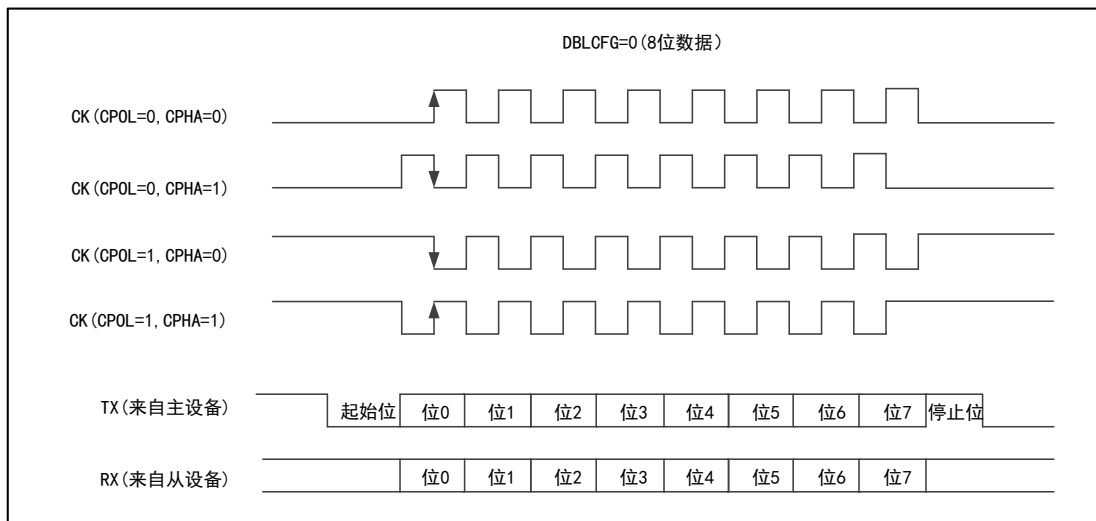 DBLCFG=0(8位数据)
CK(CPOL=0,CPHA=0)
CK(CPOL=0,CPHA=1)
CK(CPOL=1,CPHA=0)
CK(CPOL=1,CPHA=1)
TX(来自主设备) 起始位 位0 位1 位2 位3 位4 位5 位6 位7 停止位
RX(来自从设备) 位0 位1 位2 位3 位4 位5 位6 位7